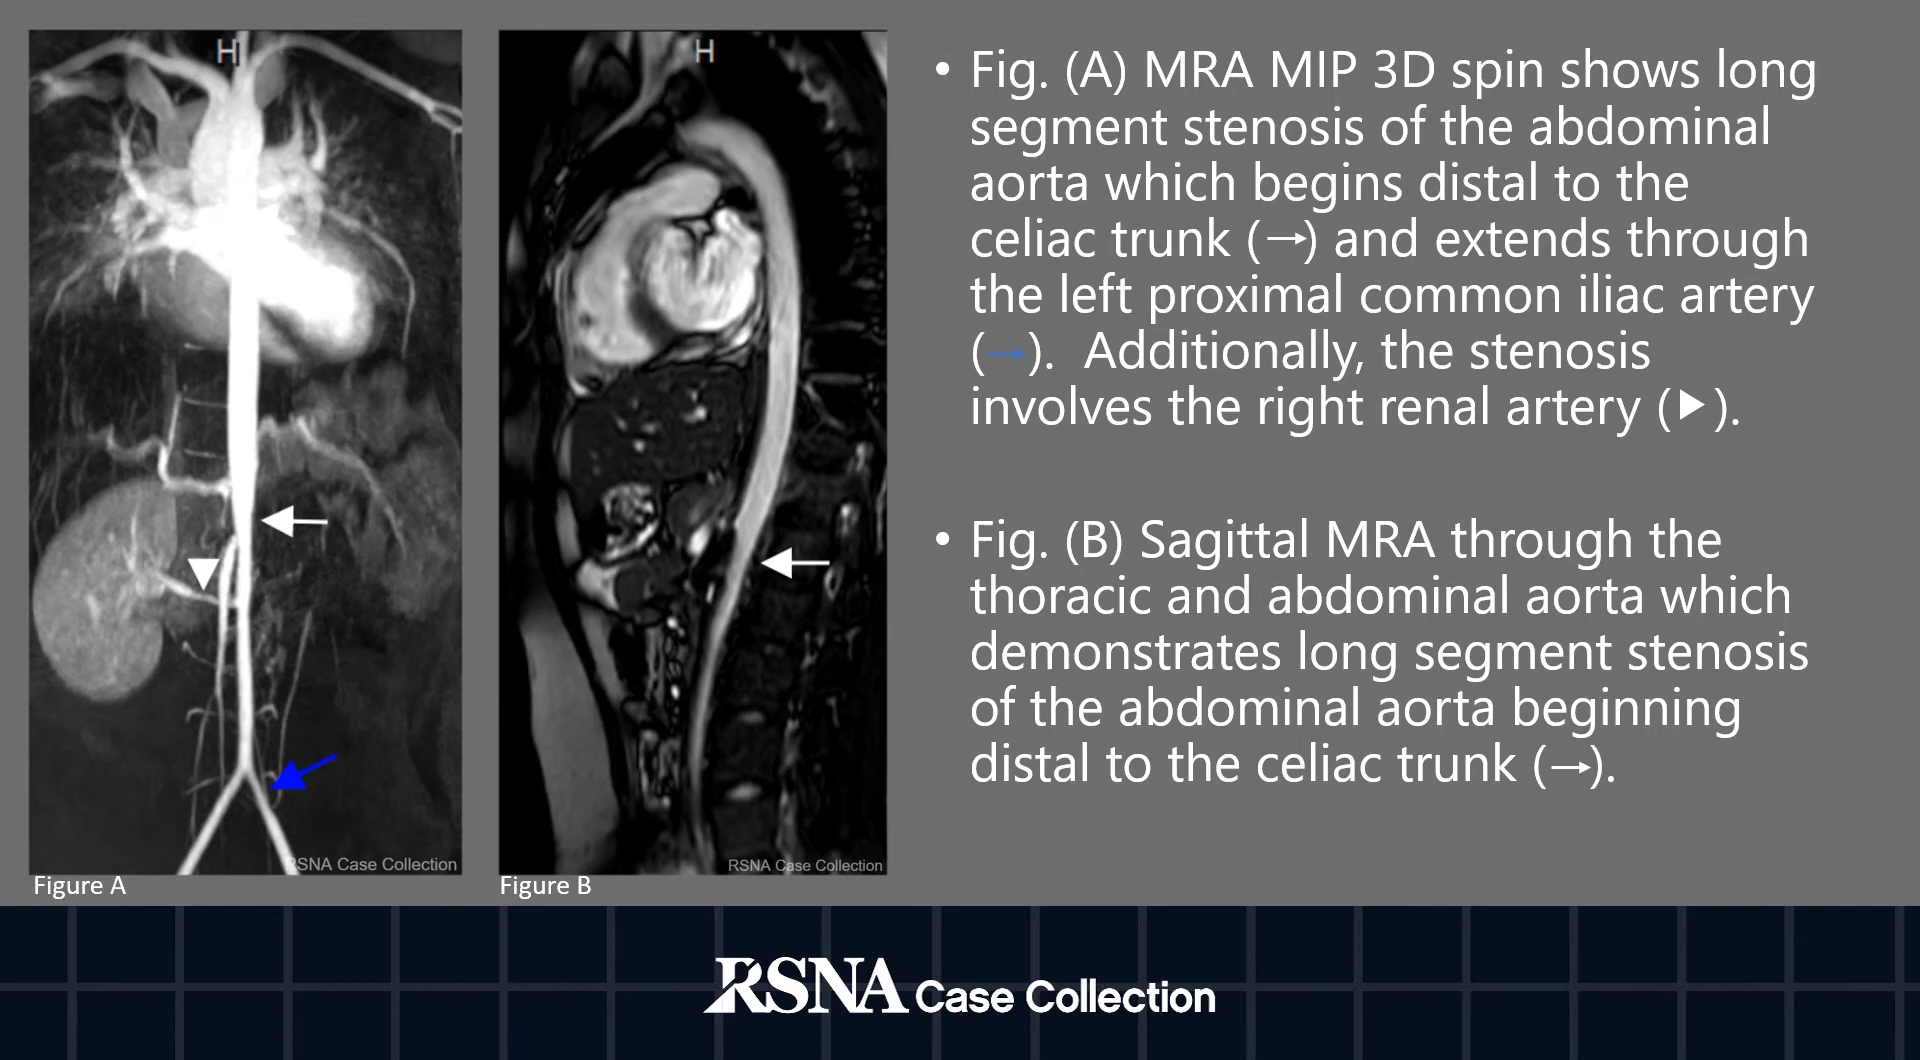 H
RSNA Case Collection
Figure A
H
RSNA Case Collection
Figure B
• Fig. (A) MRA MIP 3D spin shows long
segment stenosis of the abdominal
aorta which begins distal to the
celiac trunk (→) and extends through
the left proximal common iliac artery
(→).  Additionally, the stenosis
involves the right renal artery (▶).
• Fig. (B) Sagittal MRA through the
thoracic and abdominal aorta which
demonstrates long segment stenosis
of the abdominal aorta beginning
distal to the celiac trunk (→).
RSNA Case Collection